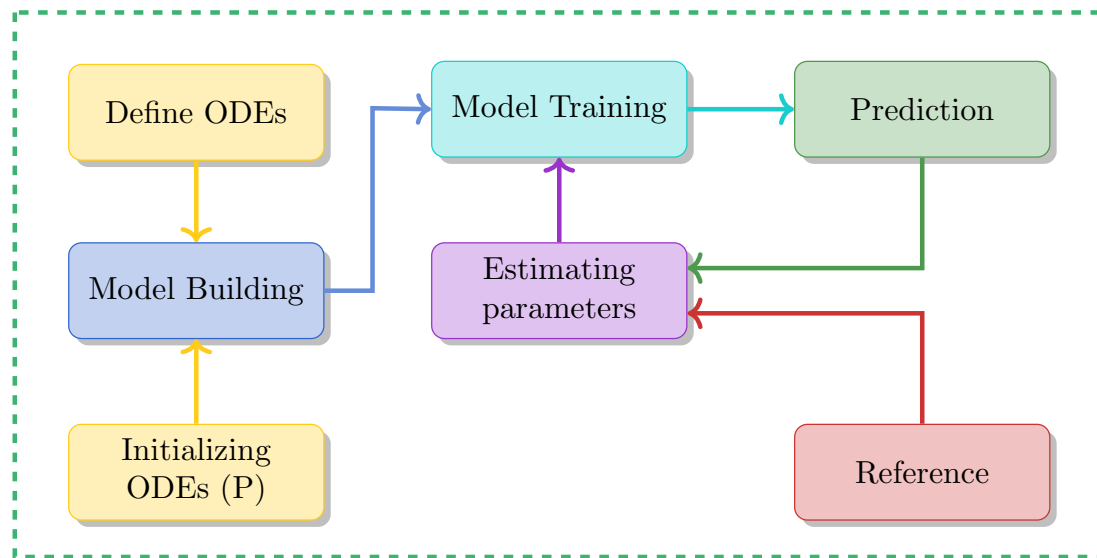 Define ODEs
Model Training
Prediction
Model Building
Estimating
parameters
Initializing
ODEs (P)
Reference